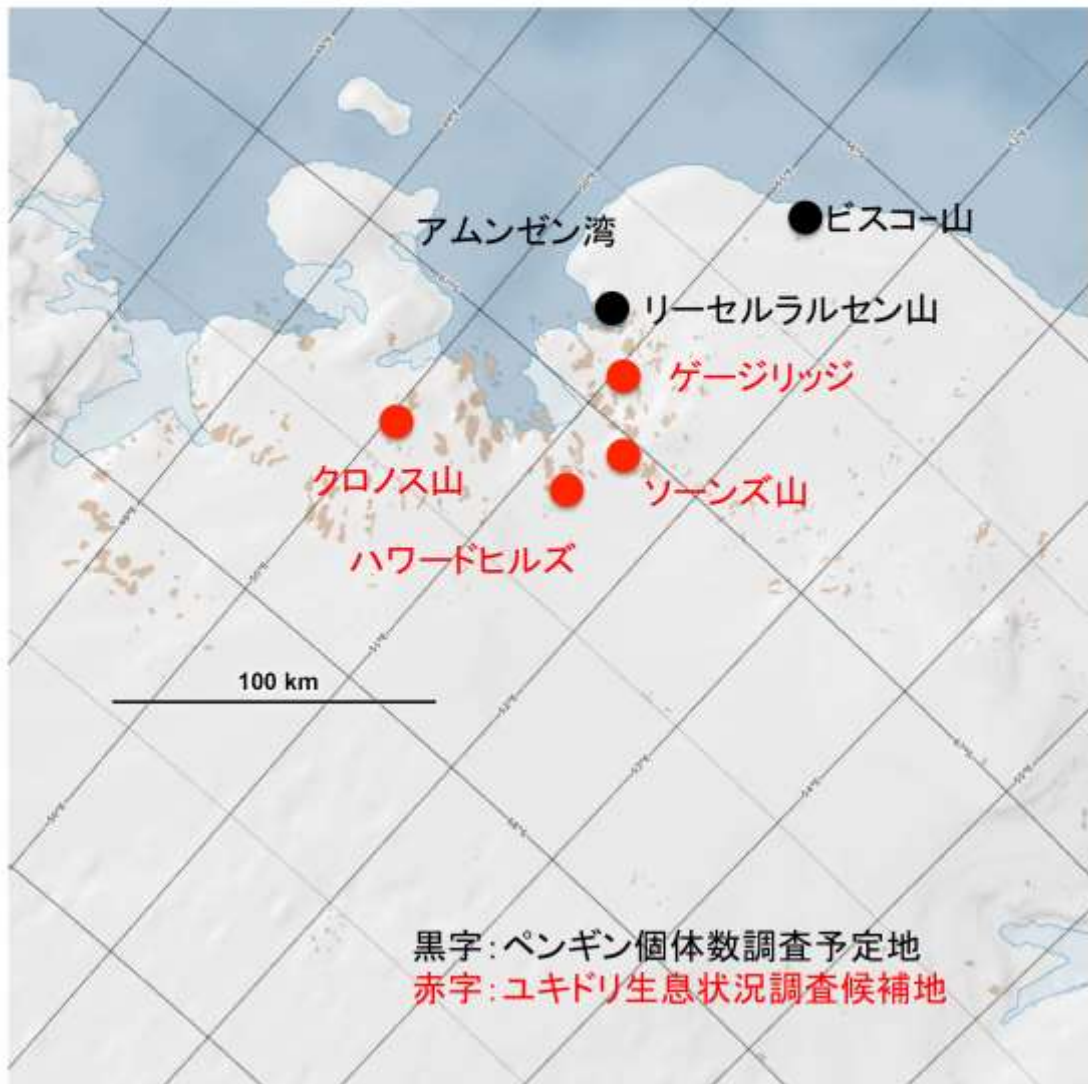 アムンゼン湾
ビスコー山
リーセルラルセン山
ゲージリッジ
クロノス山
ソーンズ山
ハワードヒルズ
100 km
黒字：ペンギン個体数調査予定地
赤字：ユキドリ生息状況調査候補地